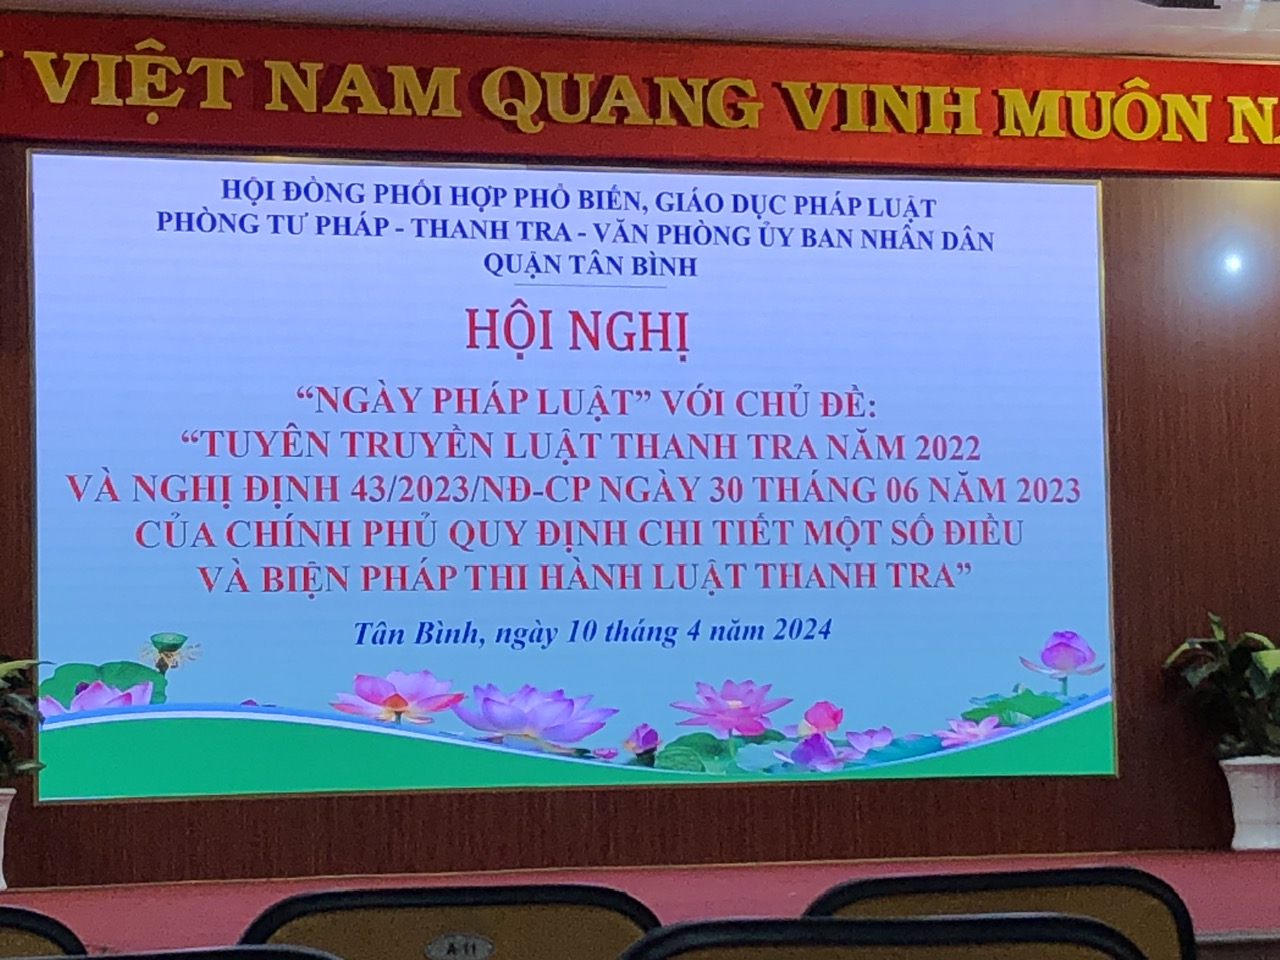 VIỆT NAM QUANG VINH MUÔN N
HỘI ĐỒNG PHỐI HỢP PHỔ BIẾN, GIÁO DỤC PHÁP LUẬT
PHÒNG TƯ PHÁP - THANH TRA - VĂN PHÒNG ỦY BAN NHÂN DÂN
QUẬN TÂN BÌNH
HỘI NGHỊ
“NGÀY PHÁP LUẬT” VỚI CHỦ ĐỀ:
“TUYÊN TRUYỀN LUẬT THANH TRA NĂM 2022
VÀ NGHỊ ĐỊNH 43/2023/NĐ-CP NGÀY 30 THÁNG 06 NĂM 2023
CỦA CHÍNH PHỦ QUY ĐỊNH CHI TIẾT MỘT SỐ ĐIỀU
VÀ BIỆN PHÁP THI HÀNH LUẬT THANH TRA”
Tân Bình, ngày 10 tháng 4 năm 2024
A-11